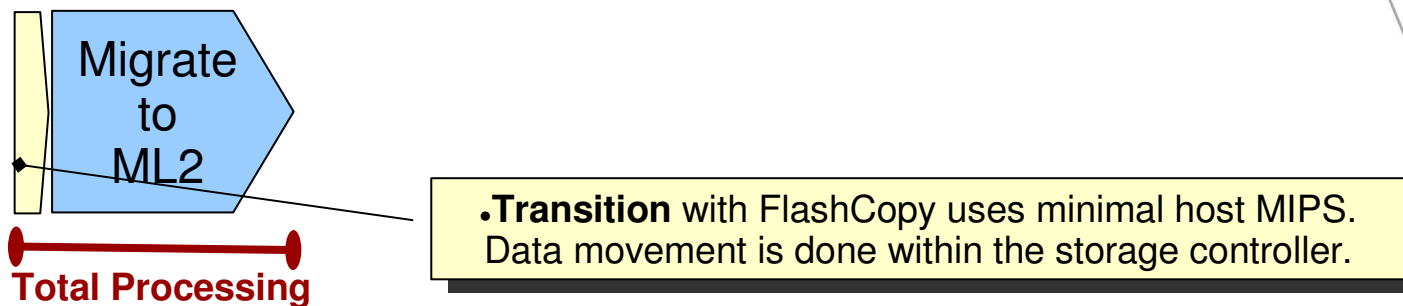 Migrate
to
ML2
•Transition with FlashCopy uses minimal host MIPS.
Data movement is done within the storage controller.
Total Processing